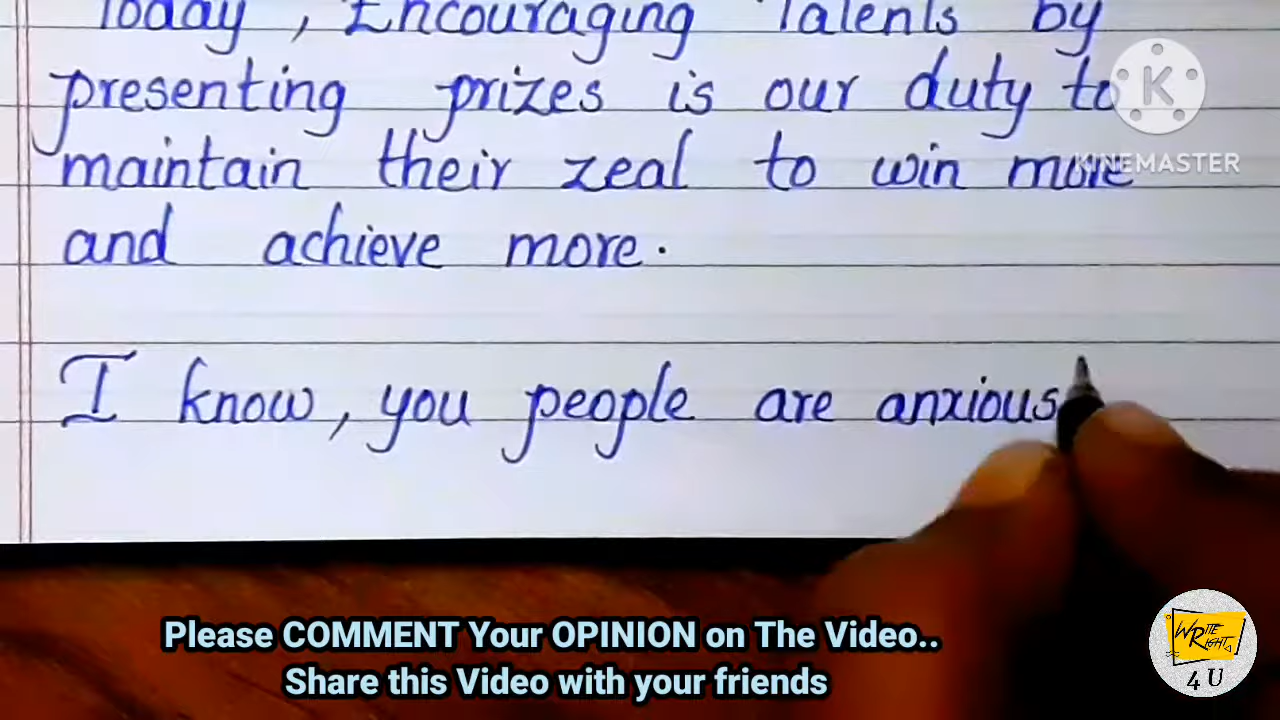 Today, Encouraging Talents by
presenting prizes is our duty to
maintain their zeal to win more
and achieve more.
I know, you people are anxious
K
KINEMASTER
Please COMMENT Your OPINION on The Video..
Share this Video with your friends
WRITE RIGHT
4 U